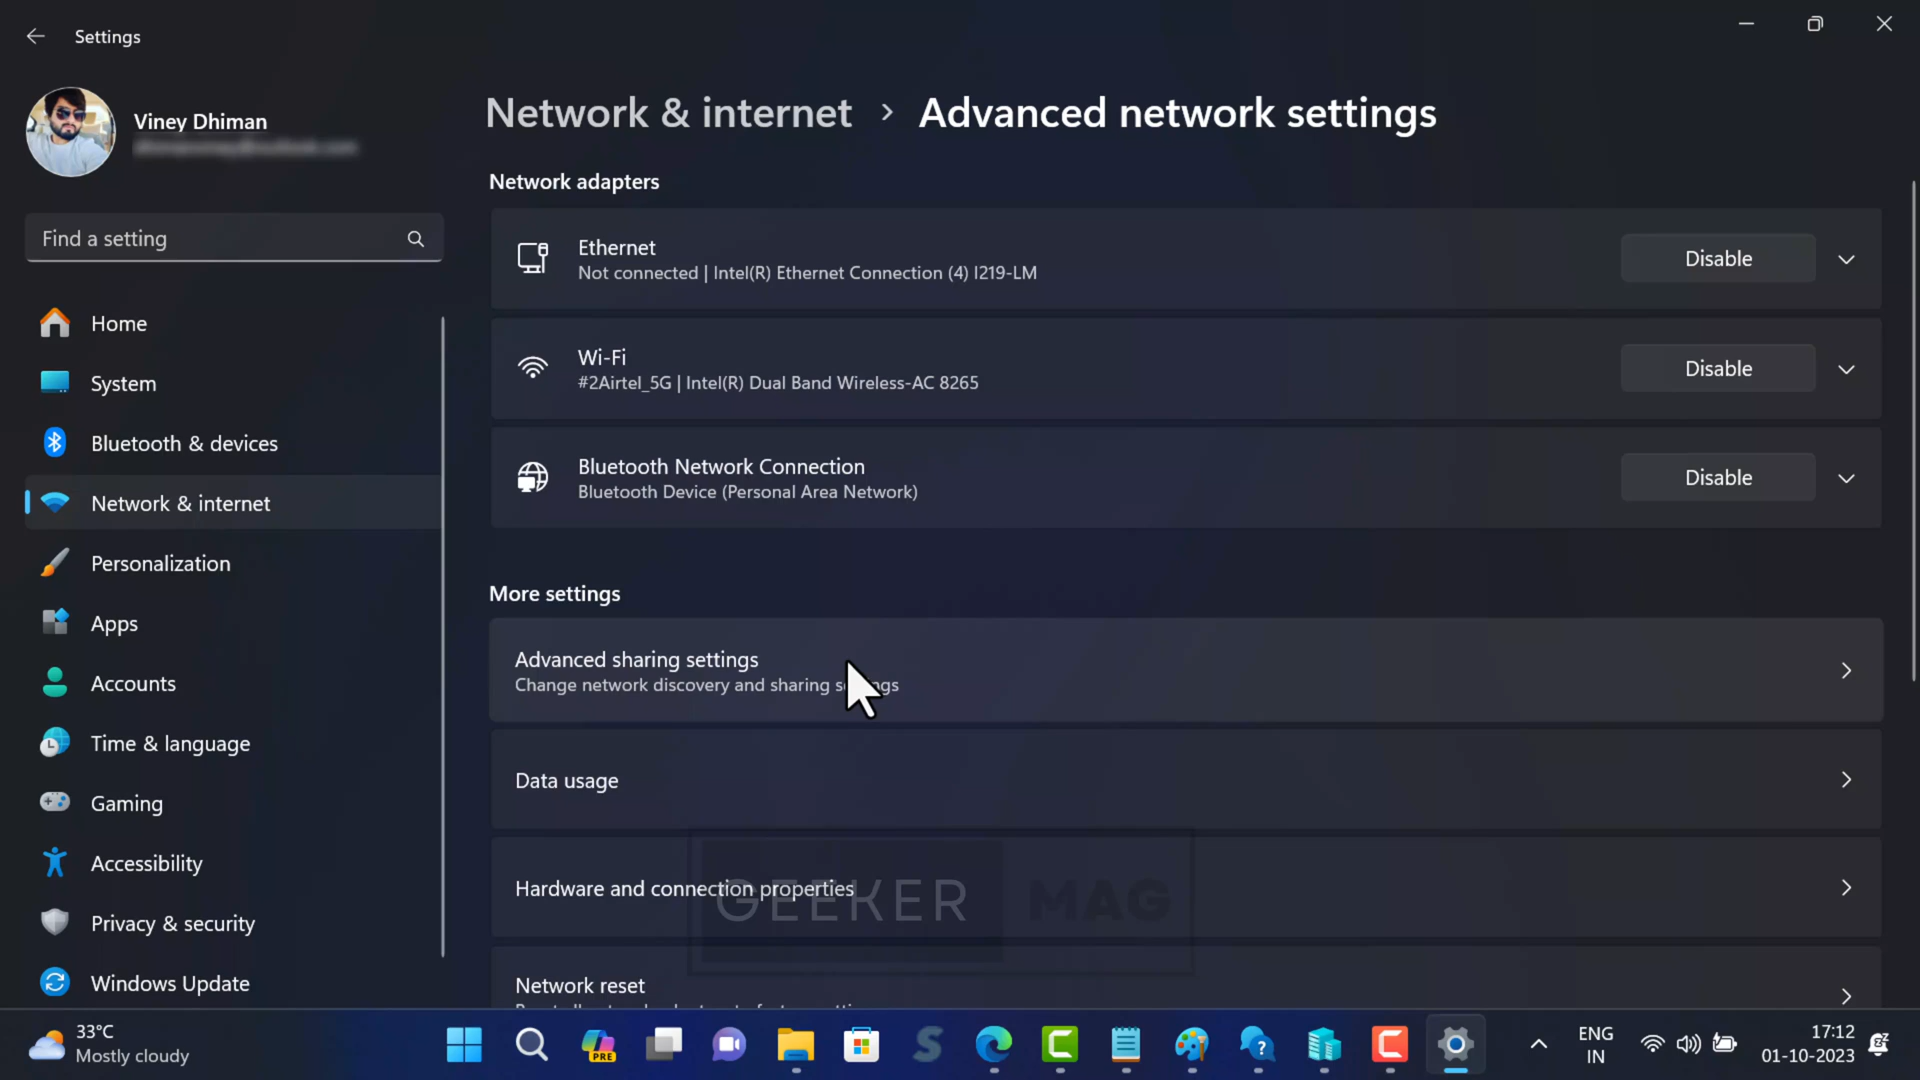 Settings
Viney Dhiman
Find a setting
Home
System
Bluetooth & devices
Network & internet
Personalization
Apps
Accounts
Time & language
Gaming
Accessibility
Privacy & security
Windows Update
Network & internet > Advanced network settings
Network adapters
Ethernet
Not connected | Intel(R) Ethernet Connection (4) I219-LM
Disable
Wi-Fi
#2Airtel_5G | Intel(R) Dual Band Wireless-AC 8265
Disable
Bluetooth Network Connection
Bluetooth Device (Personal Area Network)
Disable
More settings
Advanced sharing settings
Change network discovery and sharing
Data usage
Hardware and connection properties
GEEKER MAG
Network reset
33°C
Mostly cloudy
PRE
ENG
IN
17:12
01-10-2023